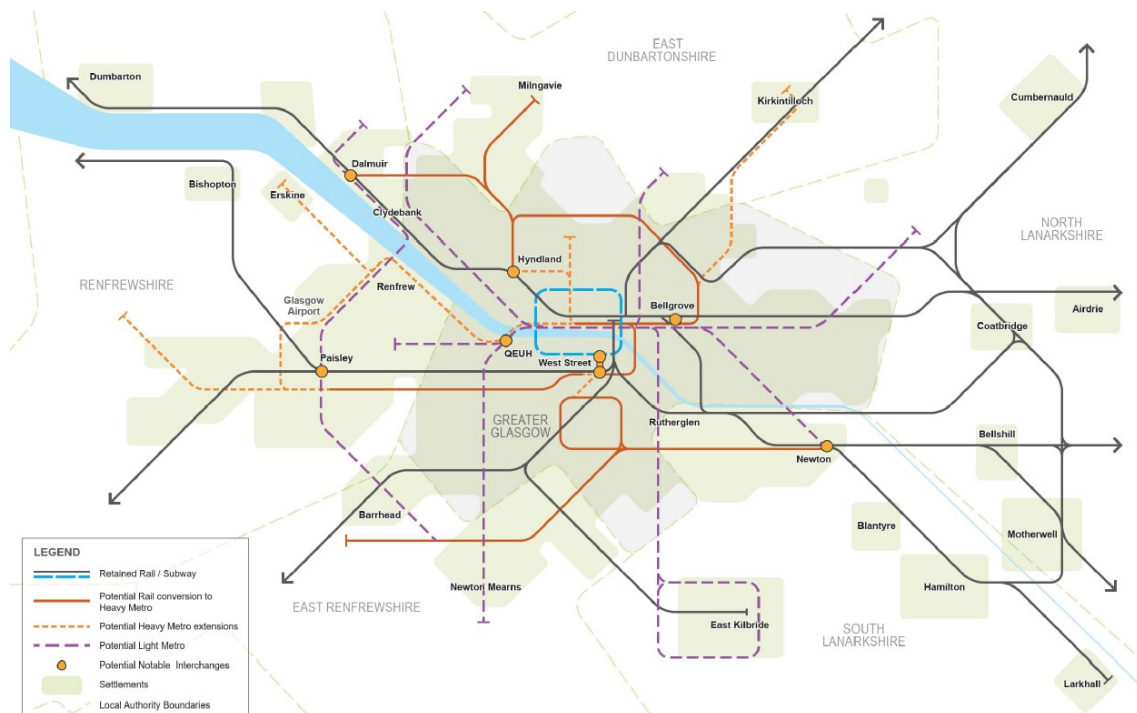 EAST
DUNBARTONSHIRE
Dumbarton
Milngavie
Kirkintilloch
Cumbernauld
Dalmuir
Bishopton
Erskine
Clydebank
NORTH
LANARKSHIRE
Hyndland
RENFREWSHIRE
Renfrew
Glasgow
Airport
Bellgrove
Airdrie
Coatbridge
QEUH
Paisley
West Street
GREATER
GLASGOW
Rutherglen
Bellshill
Newton
Barrhead
Blantyre
Motherwell
Newton Mearns
Hamilton
EAST RENFREWSHIRE
East Kilbride
SOUTH
LANARKSHIRE
Larkhall
LEGEND
Retained Rail / Subway
Potential Rail conversion to
Heavy Metro
Potential Heavy Metro extensions
Potential Light Metro
Potential Notable Interchanges
Settlements
Local Authority Boundaries